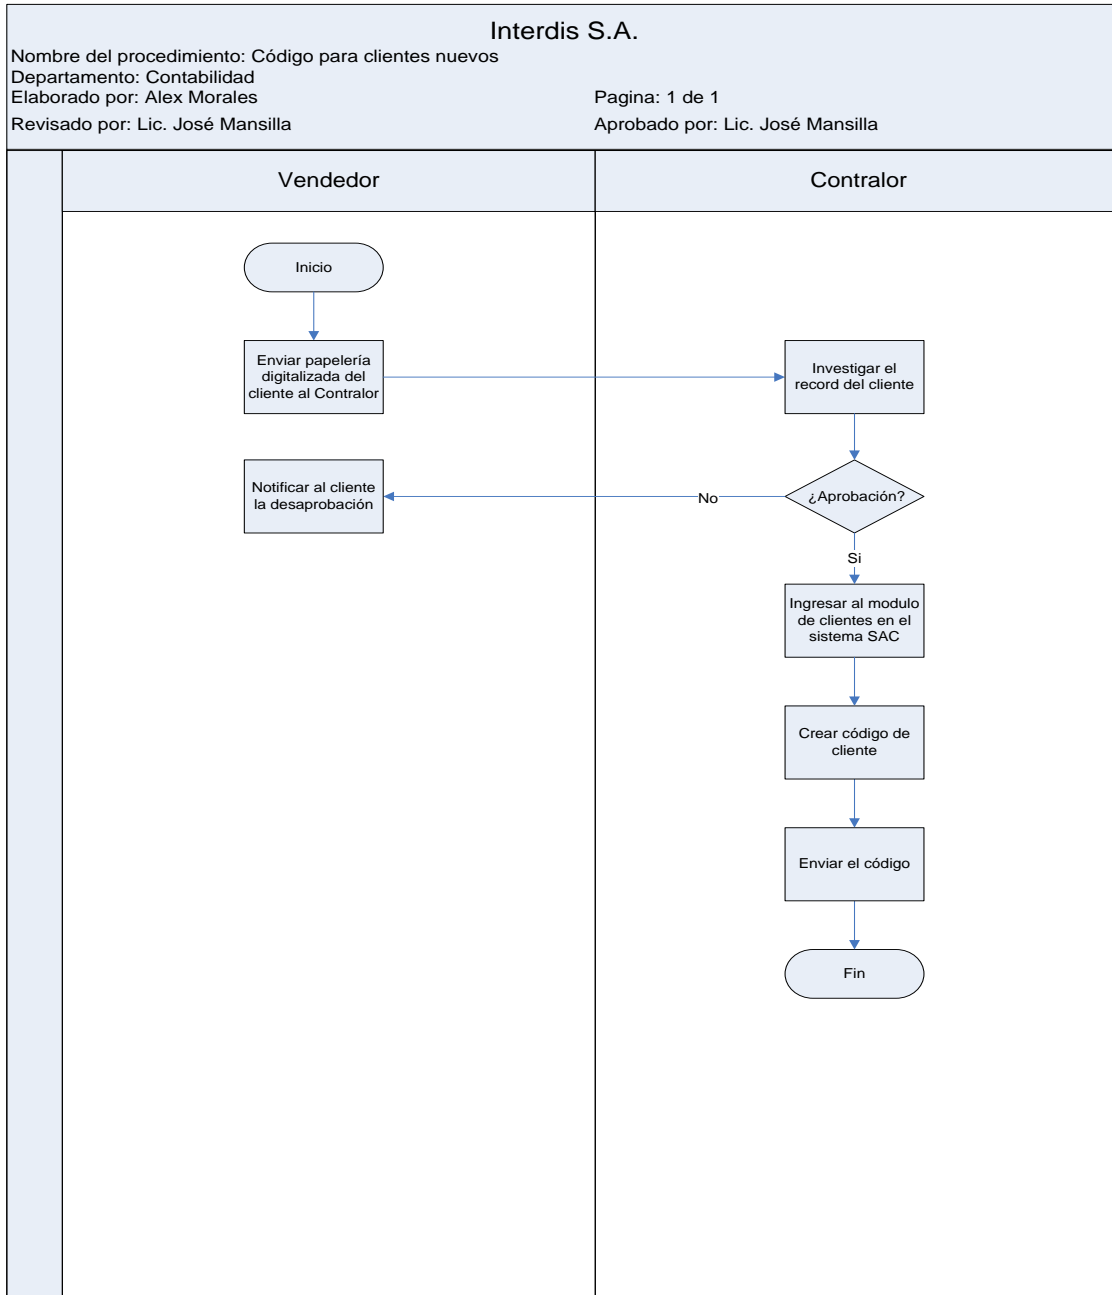 Interdis S.A.
Nombre del procedimiento: Código para clientes nuevos
Departamento: Contabilidad
Elaborado por: Alex Morales
Pagina: 1 de 1
Revisado por: Lic. José Mansilla
Aprobado por: Lic. José Mansilla
Vendedor
Contralor
Inicio
Enviar papelería
digitalizada del
cliente al Contralor
Investigar el
record del cliente
Notificar al cliente
la desaprobación
No
¿Aprobación?
Si
Ingresar al modulo
de clientes en el
sistema SAC
Crear código de
cliente
Enviar el código
Fin